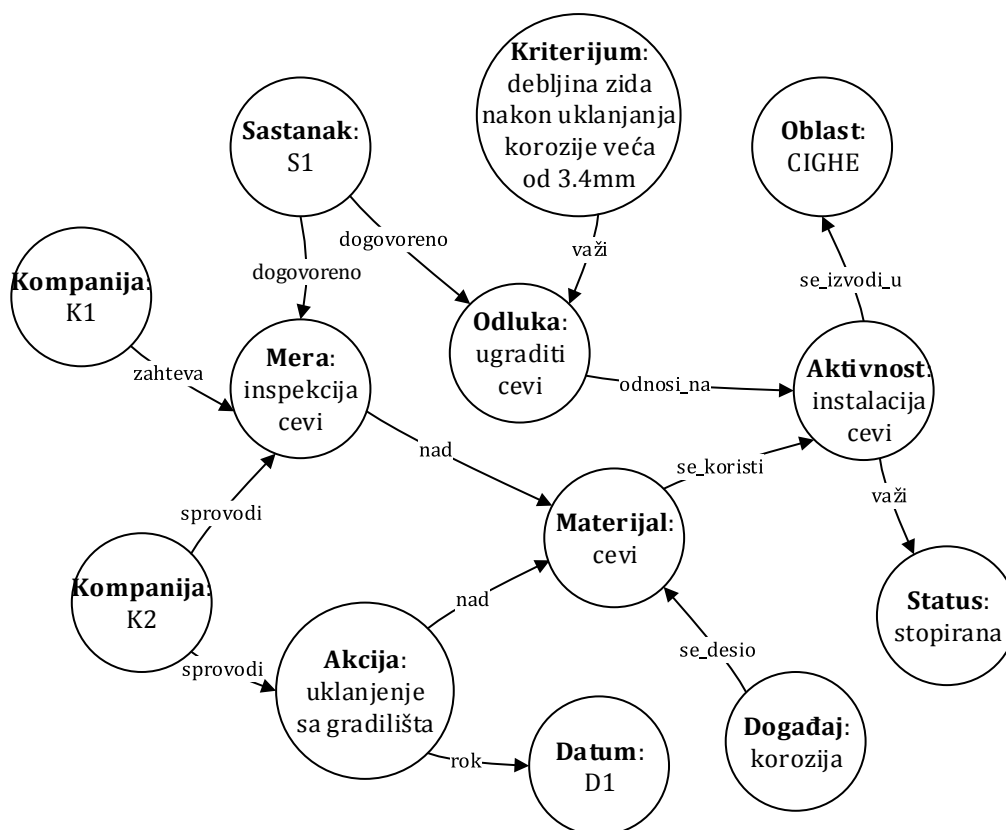 Kriterijum:
debljina zida
nakon uklanjanja
korozije veća
od 3.4mm
Sastanak:
S1
Oblast:
CIGHE
dogovoreno
dogovoreno
važi
se_izvodi_u
Kompanija:
K1
Odluka:
ugraditi
cevi
zahteva
Mera:
inspekcija
cevi
odnosi_na
Aktivnost:
instalacija
cevi
nad
se_koristi
važi
sprovodi
Materijal:
cevi
Kompanija:
K2
nad
Status:
stopirana
sprovodi
Akcija:
uklanjenje
sa gradilišta
se_desio
rok
Datum:
D1
Događaj:
korozija